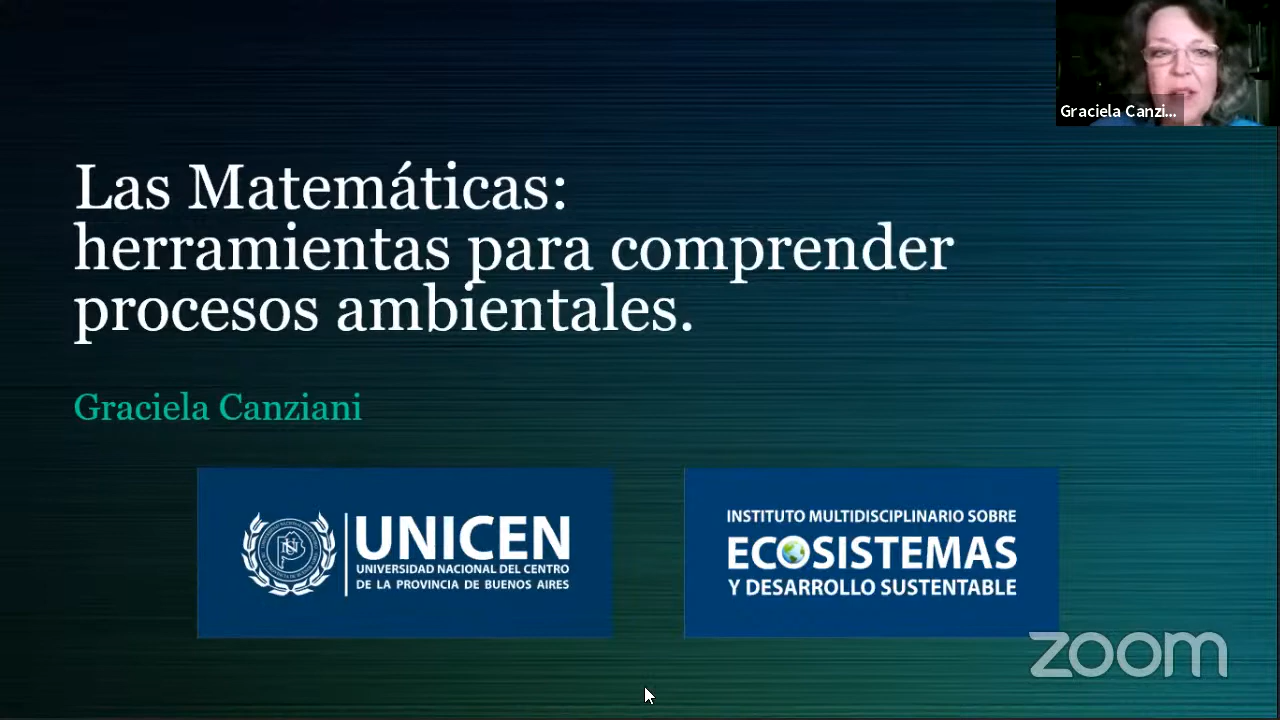 Graciela Canzi...
Las Matemáticas:
herramientas para comprender
procesos ambientales.
Graciela Canziani
UNICEN
UNIVERSIDAD NACIONAL DEL CENTRO
DE LA PROVINCIA DE BUENOS AIRES
INSTITUTO MULTIDISCIPLINARIO SOBRE
ECOSISTEMAS
Y DESARROLLO SUSTENTABLE
zoom